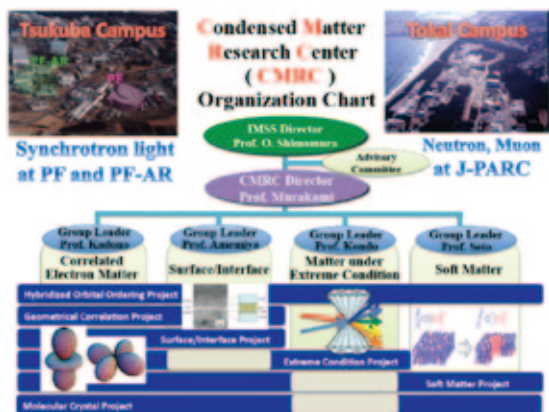 Tsukuba Campus
PF-AR
PF
Synchrotron light
at PF and PF-AR
Condensed Matter
Research Center
( CMRC )
Organization Chart
Tokai Campus
Neutron, Muon
at J-PARC
IMSS Director
Prof. O. Shimomura
Advisory
Committee
CMRC Director
Prof. Murakami
Group Leader
Prof. Kadono
Correlated
Electron Matter
Group Leader
Prof. Amemiya
Surface/Interface
Group Leader
Prof. Kondo
Matter under
Extreme Condition
Group Leader
Prof. Seto
Soft Matter
Hybridized Orbital Ordering Project
Geometrical Correlation Project
Surface/Interface Project
Extreme Condition Project
Soft Matter Project
Molecular Crystal Project